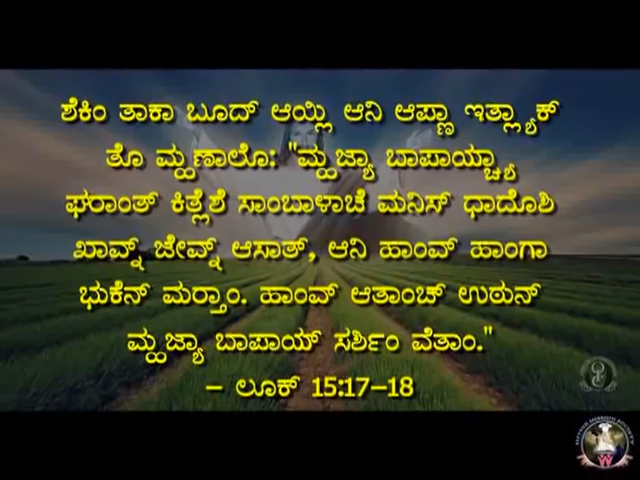 ಶೆಕಿಂ ತಾಕಾ ಬೂದ್ ಆಯ್ಲಿ ಆನಿ ಆಪ್ಣಾ ಇತ್ಲ್ಯಾಕ್
ತೊ ಮ್ಹಣಾಲೊ: "ಮ್ಹಜ್ಯಾ ಬಾಪಾಯ್ಚ್ಯಾ
ಘರಾಂತ್ ಕಿತ್ಲೆಶೆ ಸಾಂಬಾಳಾಚೆ ಮನಿಸ್ ಧಾದೊಶಿ
ಖಾವ್ನ್ ಜೇವ್ನ್ ಆಸಾತ್, ಆನಿ ಹಾಂವ್ ಹಾಂಗಾ
ಭುಕೆನ್ ಮರ‍್ತಾಂ. ಹಾಂವ್ ಆತಾಂಚ್ ಉಠುನ್
ಮ್ಹಜ್ಯಾ ಬಾಪಾಯ್ ಸರ್ಶಿಂ ವೆತಾಂ."
– ಲೂಕ್ 15:17–18